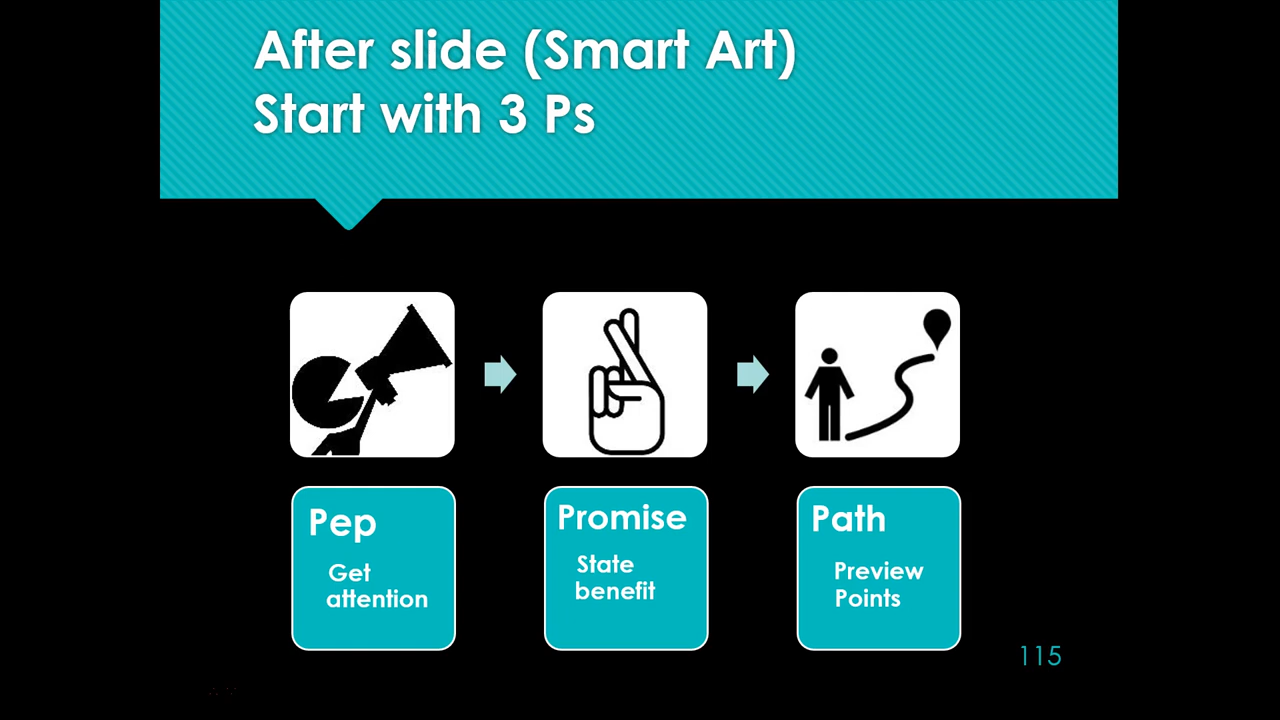 After slide (Smart Art)
Start with 3 Ps
Pep
Get
attention
Promise
State
benefit
Path
Preview
Points
115